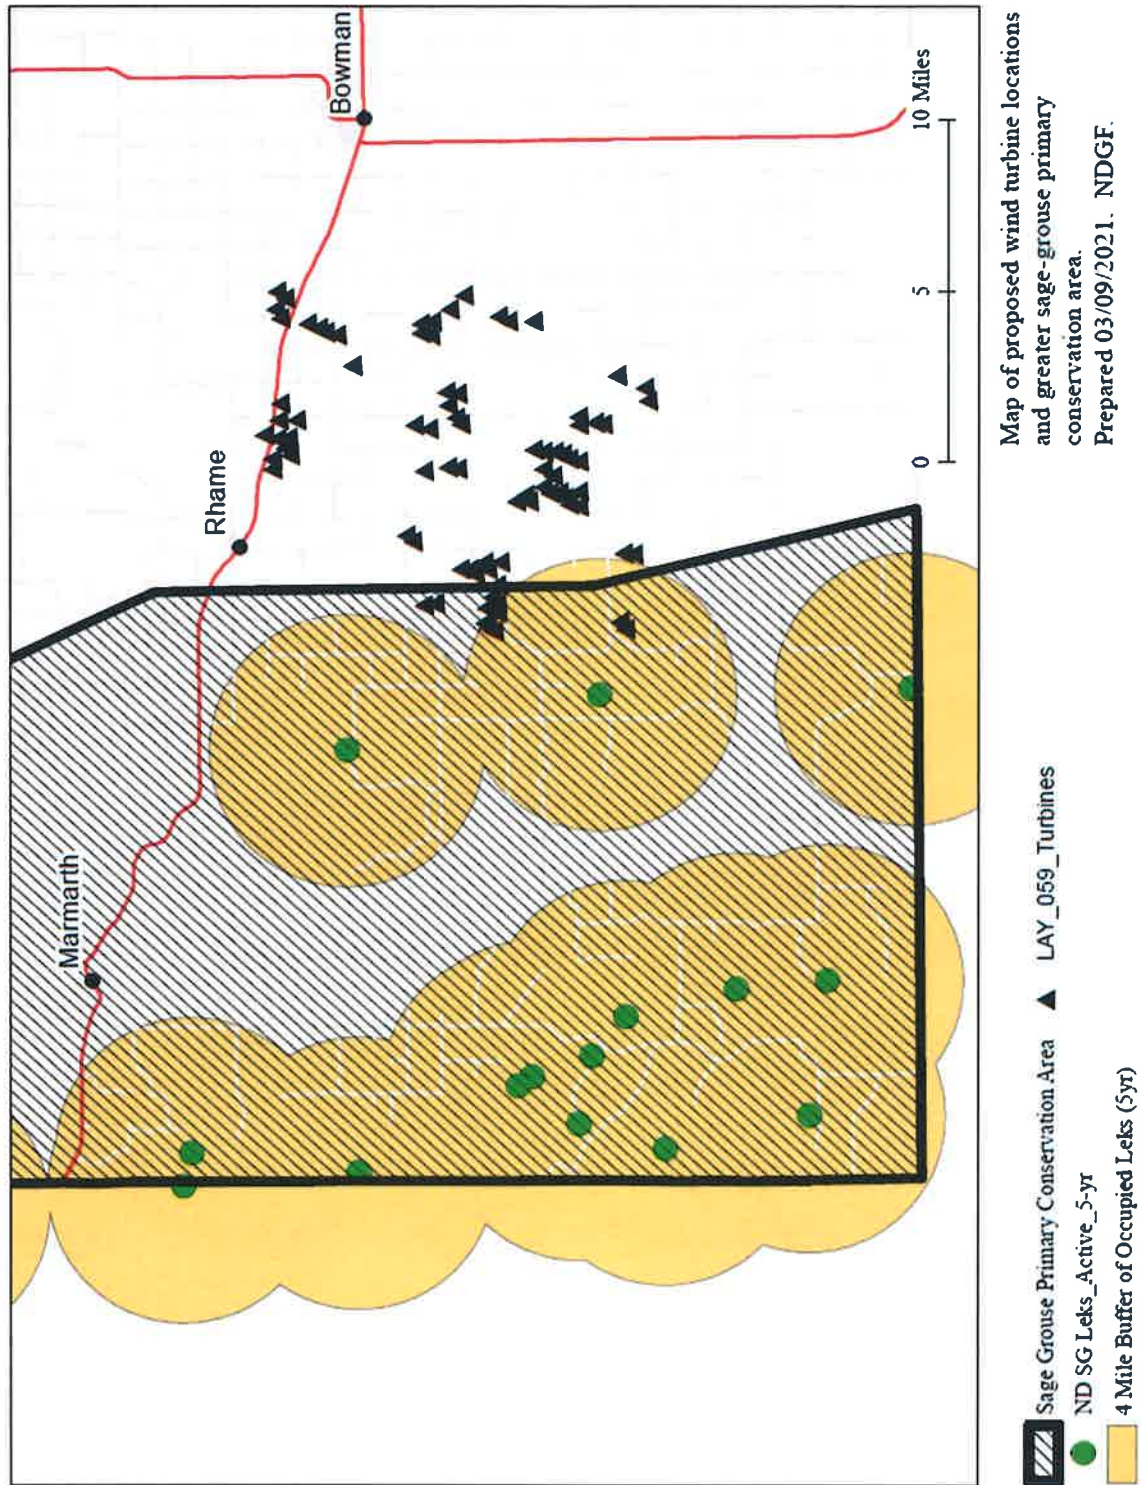 Marmarth
Rhame
Bowman
0
5
10 Miles
Sage Grouse Primary Conservation Area
LAY_059_Turbines
ND SG Leks_Active_5-yr
4 Mile Buffer of Occupied Leks (5yr)
Map of proposed wind turbine locations
and greater sage-grouse primary
conservation area.
Prepared 03/09/2021. NDGF.